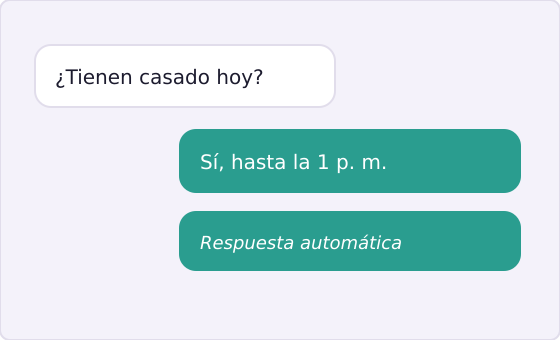 ¿Tienen casado hoy?
Sí, hasta la 1 p. m.
Respuesta automática